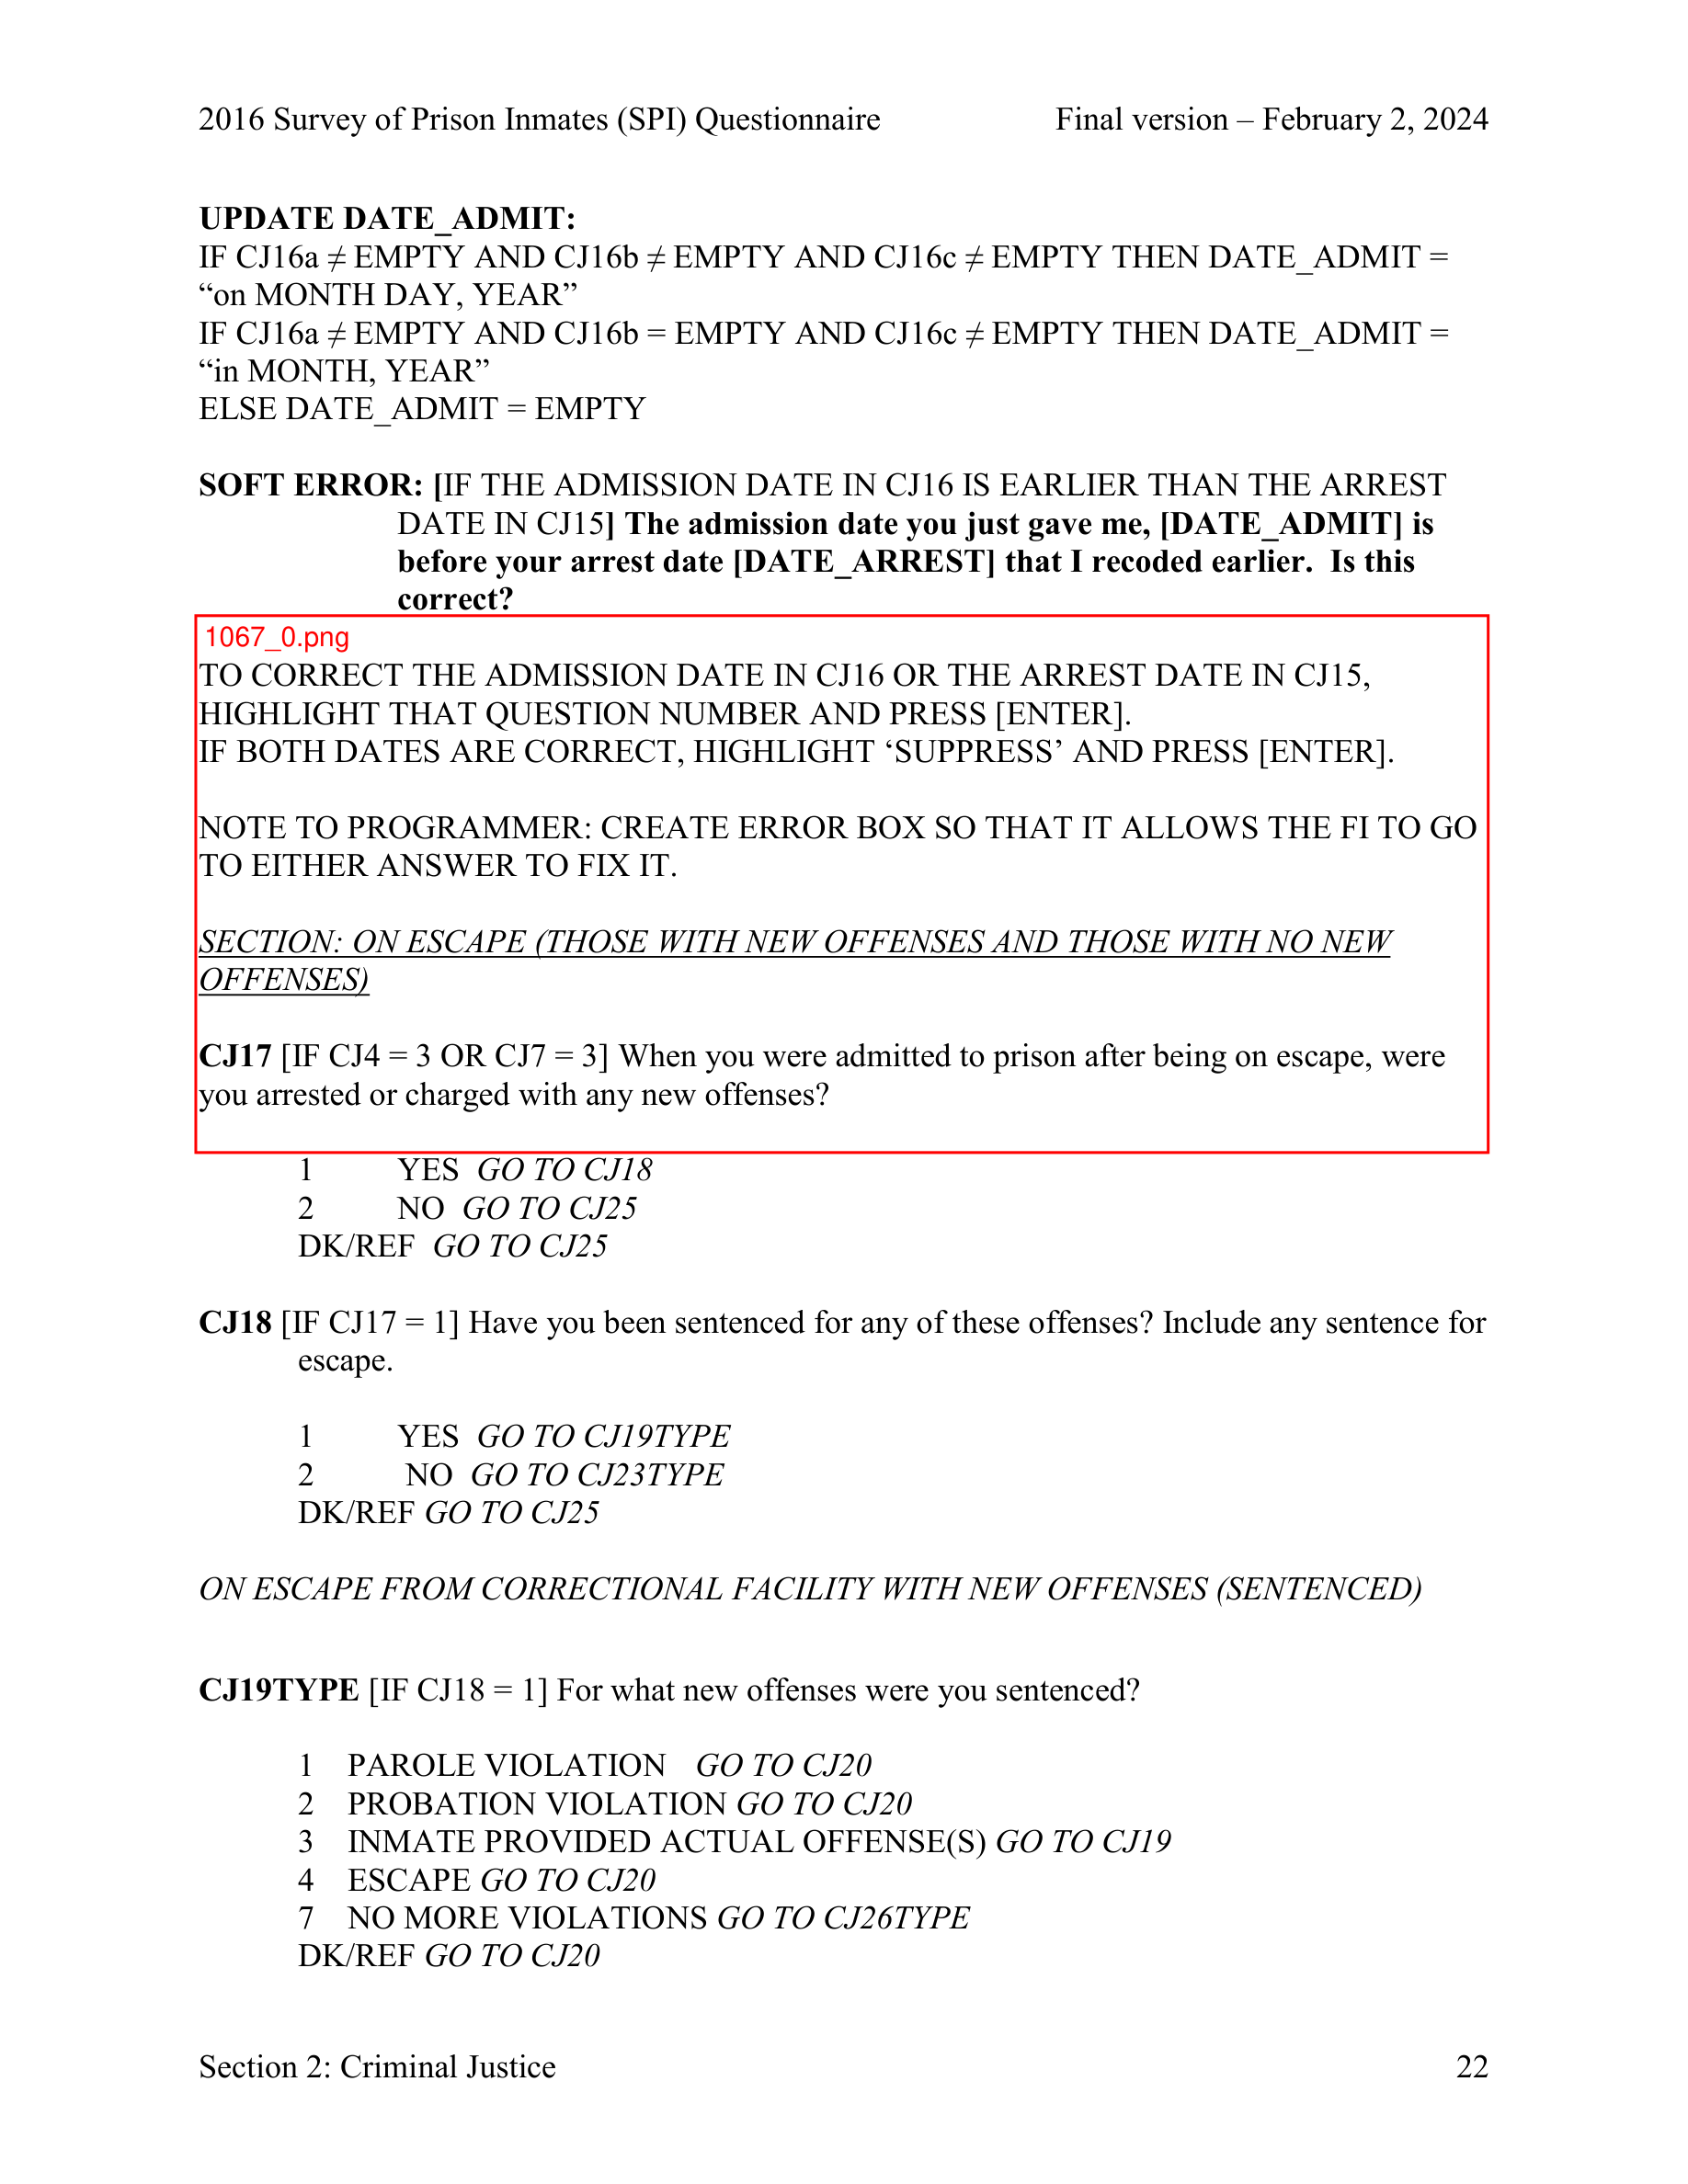 2016 Survey of Prison Inmates (SPI) Questionnaire Final version – February 2, 2024
UPDATE DATE_ADMIT:
IF CJ16a ≠ EMPTY AND CJ16b ≠ EMPTY AND CJ16c ≠ EMPTY THEN DATE_ADMIT =
“on MONTH DAY, YEAR”
IF CJ16a ≠ EMPTY AND CJ16b = EMPTY AND CJ16c ≠ EMPTY THEN DATE_ADMIT =
“in MONTH, YEAR”
ELSE DATE_ADMIT = EMPTY
SOFT ERROR: [IF THE ADMISSION DATE IN CJ16 IS EARLIER THAN THE ARREST
DATE IN CJ15] The admission date you just gave me, [DATE_ADMIT] is
before your arrest date [DATE_ARREST] that I recoded earlier. Is this
correct?
1067_0.png
TO CORRECT THE ADMISSION DATE IN CJ16 OR THE ARREST DATE IN CJ15,
HIGHLIGHT THAT QUESTION NUMBER AND PRESS [ENTER].
IF BOTH DATES ARE CORRECT, HIGHLIGHT ‘SUPPRESS’ AND PRESS [ENTER].
NOTE TO PROGRAMMER: CREATE ERROR BOX SO THAT IT ALLOWS THE FI TO GO
TO EITHER ANSWER TO FIX IT.
SECTION: ON ESCAPE (THOSE WITH NEW OFFENSES AND THOSE WITH NO NEW
OFFENSES)
CJ17 [IF CJ4 = 3 OR CJ7 = 3] When you were admitted to prison after being on escape, were
you arrested or charged with any new offenses?
1 YES GO TO CJ18
2 NO GO TO CJ25
DK/REF GO TO CJ25
CJ18 [IF CJ17 = 1] Have you been sentenced for any of these offenses? Include any sentence for
escape.
1 YES GO TO CJ19TYPE
2 NO GO TO CJ23TYPE
DK/REF GO TO CJ25
ON ESCAPE FROM CORRECTIONAL FACILITY WITH NEW OFFENSES (SENTENCED)
CJ19TYPE [IF CJ18 = 1] For what new offenses were you sentenced?
1 PAROLE VIOLATION GO TO CJ20
2 PROBATION VIOLATION GO TO CJ20
3 INMATE PROVIDED ACTUAL OFFENSE(S) GO TO CJ19
4 ESCAPE GO TO CJ20
7 NO MORE VIOLATIONS GO TO CJ26TYPE
DK/REF GO TO CJ20
Section 2: Criminal Justice 22